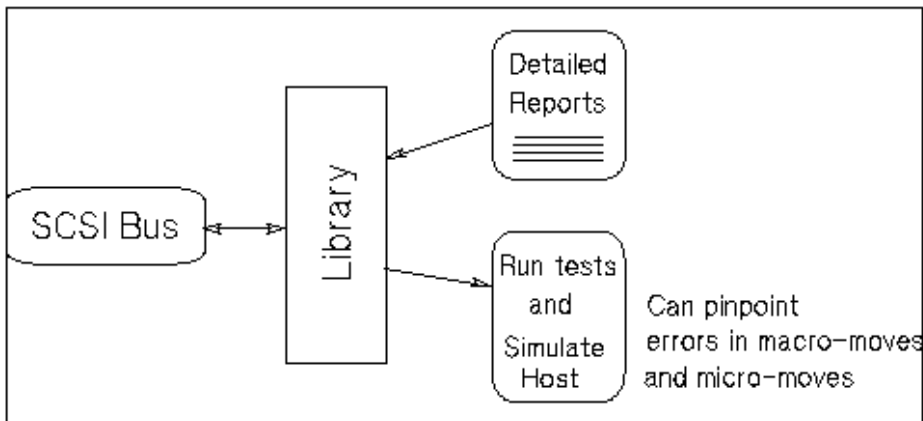 Detailed
Reports
SCSI Bus
Library
Run tests
and
Simulate
Host
Can pinpoint
errors in macro-moves
and micro-moves